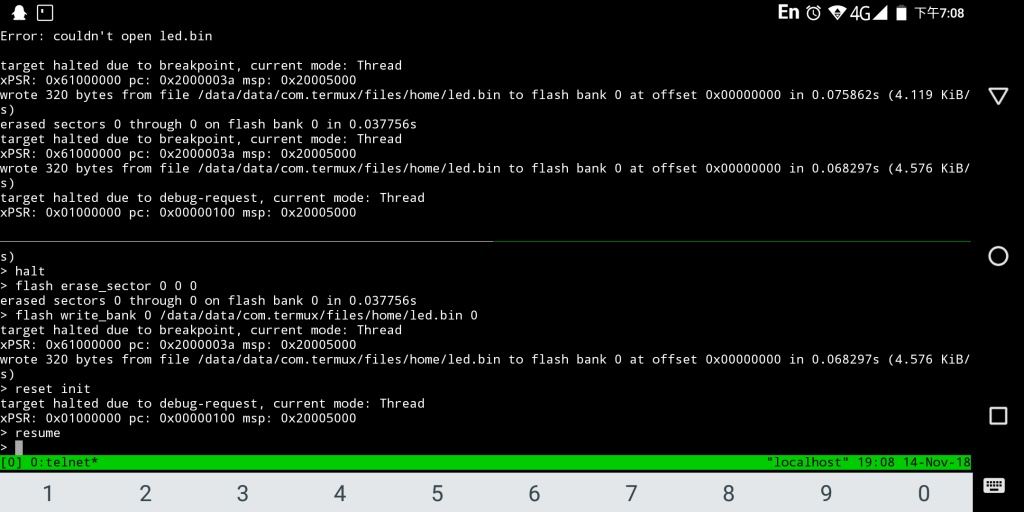 En 4G 下午7:08
Error: couldn't open led.bin
target halted due to breakpoint, current mode: Thread
xPSR: 0x61000000 pc: 0x2000003a msp: 0x20005000
wrote 320 bytes from file /data/data/com.termux/files/home/led.bin to flash bank 0 at offset 0x00000000 in 0.075862s (4.119 KiB/
s)
erased sectors 0 through 0 on flash bank 0 in 0.037756s
target halted due to breakpoint, current mode: Thread
xPSR: 0x61000000 pc: 0x2000003a msp: 0x20005000
wrote 320 bytes from file /data/data/com.termux/files/home/led.bin to flash bank 0 at offset 0x00000000 in 0.068297s (4.576 KiB/
s)
target halted due to debug-request, current mode: Thread
xPSR: 0x01000000 pc: 0x00000100 msp: 0x20005000
s)
> halt
> flash erase_sector 0 0 0
erased sectors 0 through 0 on flash bank 0 in 0.037756s
> flash write_bank 0 /data/data/com.termux/files/home/led.bin 0
target halted due to breakpoint, current mode: Thread
xPSR: 0x61000000 pc: 0x2000003a msp: 0x20005000
wrote 320 bytes from file /data/data/com.termux/files/home/led.bin to flash bank 0 at offset 0x00000000 in 0.068297s (4.576 KiB/
s)
> reset init
target halted due to debug-request, current mode: Thread
xPSR: 0x01000000 pc: 0x00000100 msp: 0x20005000
> resume
>
[0] 0:telnet* "localhost" 19:08 14-Nov-18
1 2 3 4 5 6 7 8 9 0